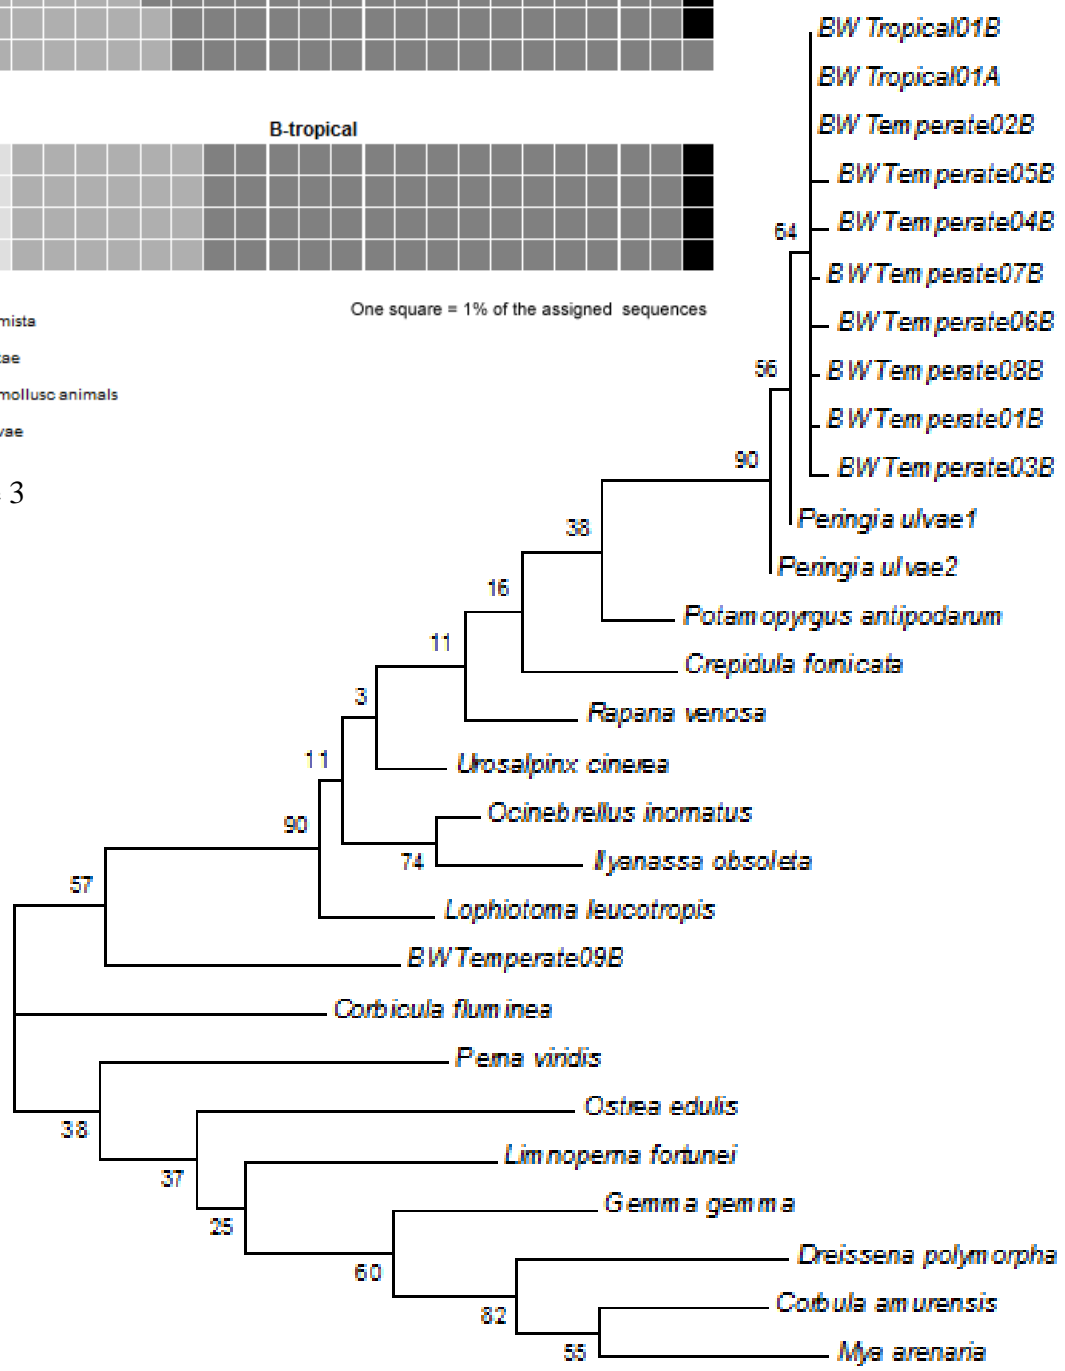 BW Tropical01B
BW Tropical01A
B-tropical
BW Temperate02B
BW Temperate05B
BW Temperate04B
64
BW Temperate07B
One square = 1% of the assigned sequences
mista
BW Temperate06B
cae
56
BW Temperate08B
mollusc animals
BW Temperate01B
vae
90
BW Temperate03B
3
Peringia ulvae1
38
Peringia ulvae2
16
Potamopyrgus antipodarum
11
Crepidula fornicata
3
Rapana venosa
11
Urosalpinx cinerea
90
Ocinebrellus inornatus
74
Ilyanassa obsoleta
57
Lophiotoma leucotropis
BW Temperate09B
Corbicula fluminea
Perna viridis
38
Ostrea edulis
37
Limnoperna fortunei
25
Gemma gemma
60
Dreissena polymorpha
82
Corbula amurensis
55
Mya arenaria